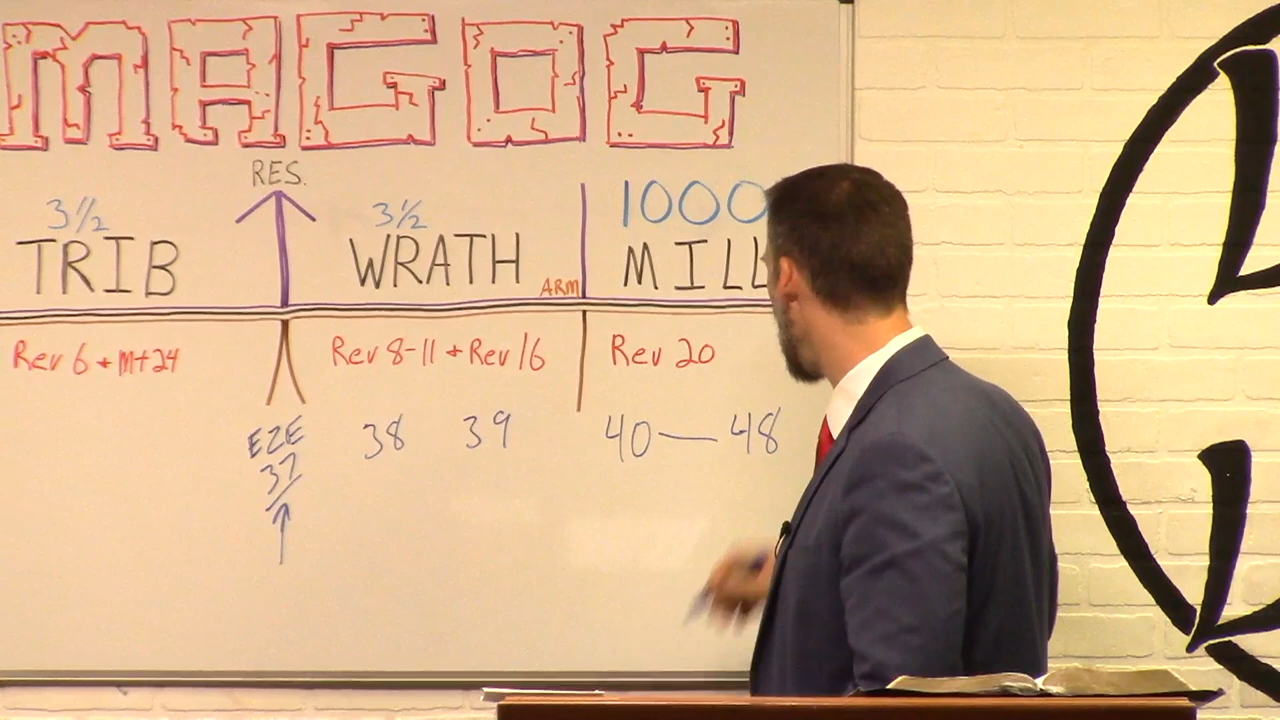 MAGOG
RES.
3½ 3½ 1000
TRIB WRATH ARM MILL
Rev 6 + Mt 24 Rev 8-11 + Rev 16 Rev 20
EZE 38 39 40 — 48
37